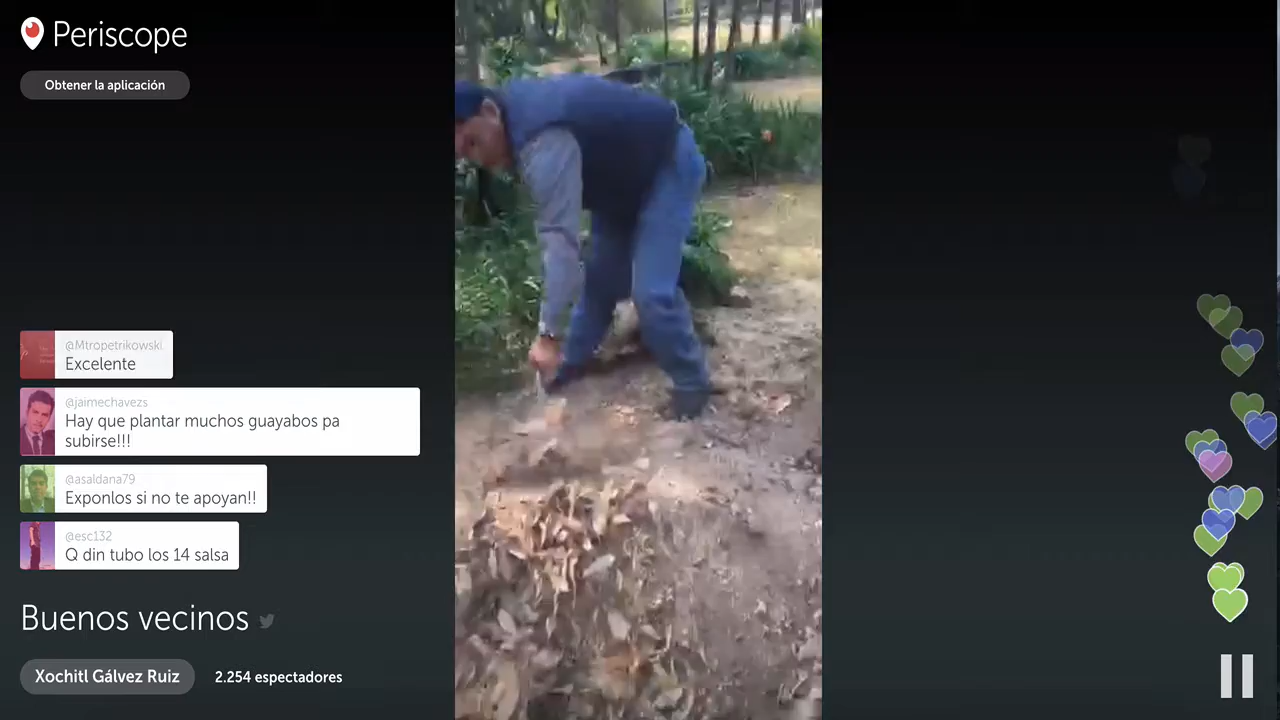 Periscope
Obtener la aplicación
@Mtropetrikowski
Excelente
@jaimechavezs
Hay que plantar muchos guayabos pa
subirse!!!
@asaldana79
Exponlos si no te apoyan!!
@esc132
Q din tubo los 14 salsa
Buenos vecinos
Xochitl Gálvez Ruiz
2.254 espectadores